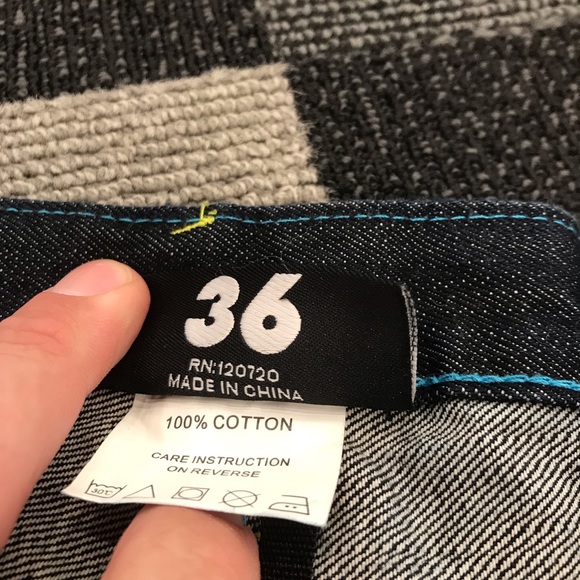 36
RN:120720
MADE IN CHINA
100% COTTON
CARE INSTRUCTION
ON REVERSE
30°C